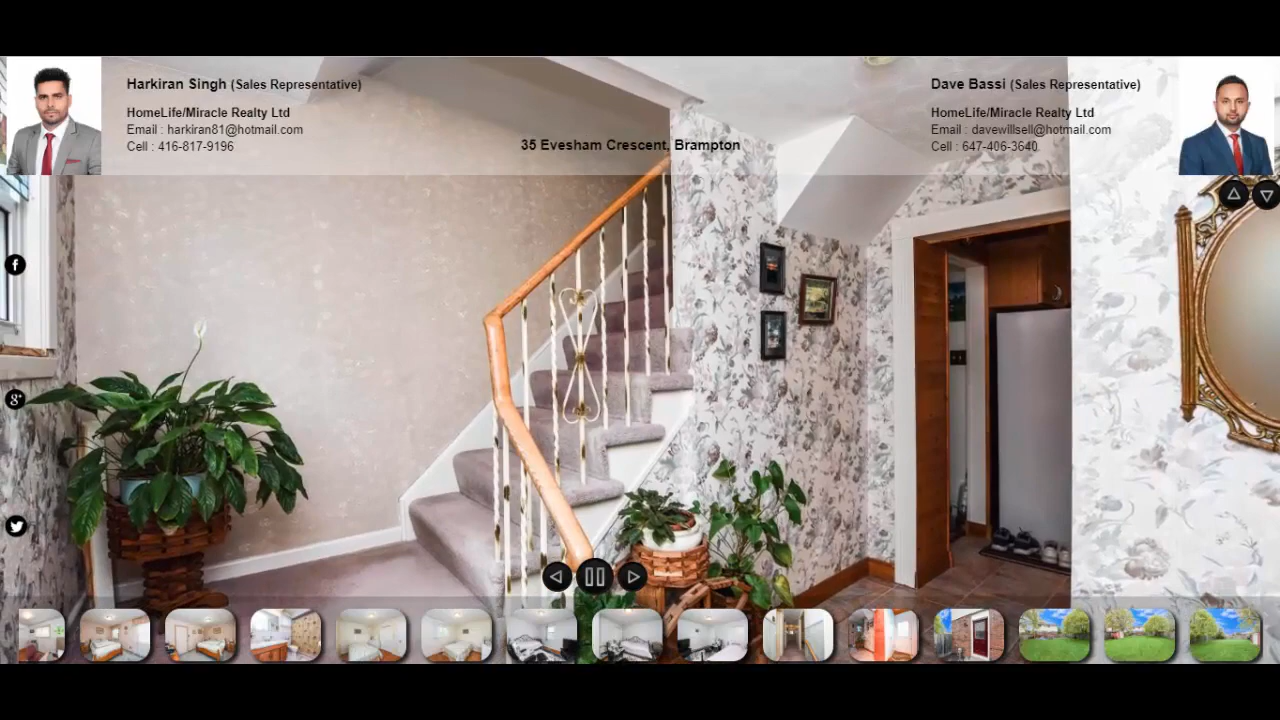 Harkiran Singh (Sales Representative)
HomeLife/Miracle Realty Ltd
Email : harkiran81@hotmail.com
Cell : 416-817-9196
35 Evesham Crescent, Brampton
Dave Bassi (Sales Representative)
HomeLife/Miracle Realty Ltd
Email : davewillsell@hotmail.com
Cell : 647-406-3640
f
g+